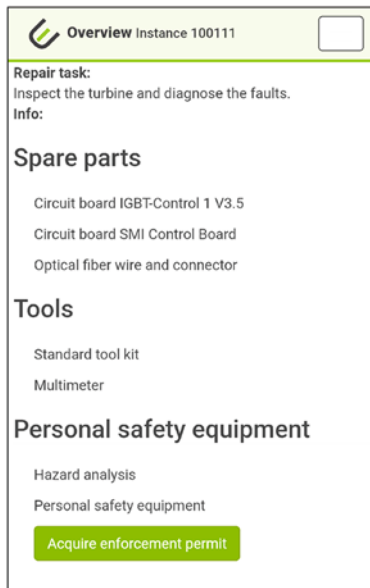 Overview Instance 100111
Repair task:
Inspect the turbine and diagnose the faults.
Info:
Spare parts
Circuit board IGBT-Control 1 V3.5
Circuit board SMI Control Board
Optical fiber wire and connector
Tools
Standard tool kit
Multimeter
Personal safety equipment
Hazard analysis
Personal safety equipment
Acquire enforcement permit